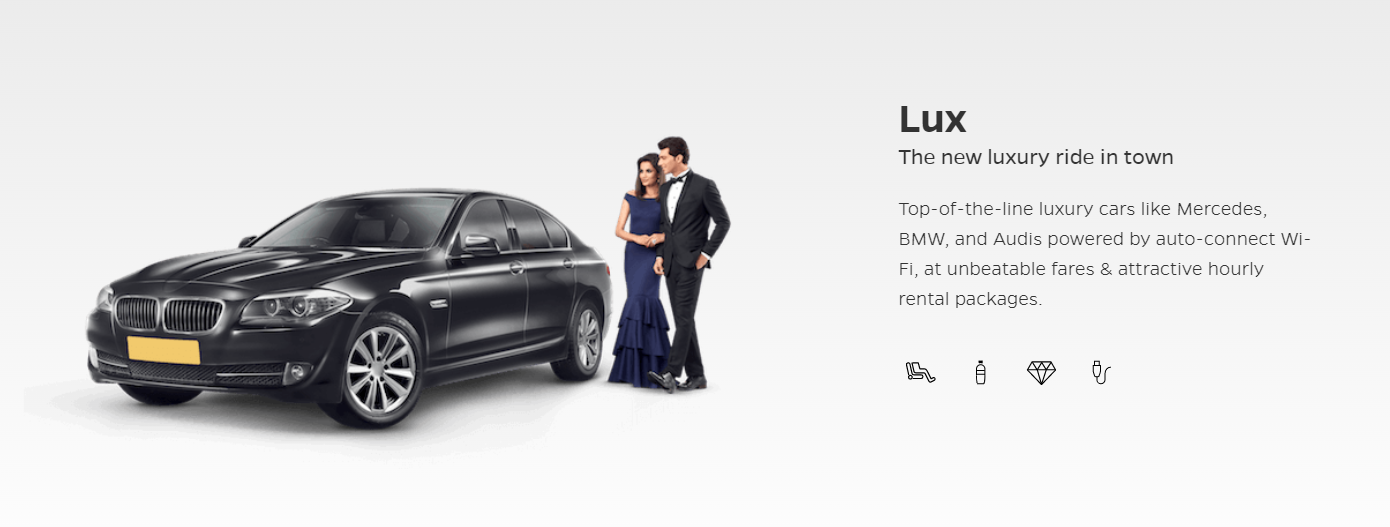 Lux
The new luxury ride in town
Top-of-the-line luxury cars like Mercedes,
BMW, and Audis powered by auto-connect Wi-
Fi, at unbeatable fares & attractive hourly
rental packages.